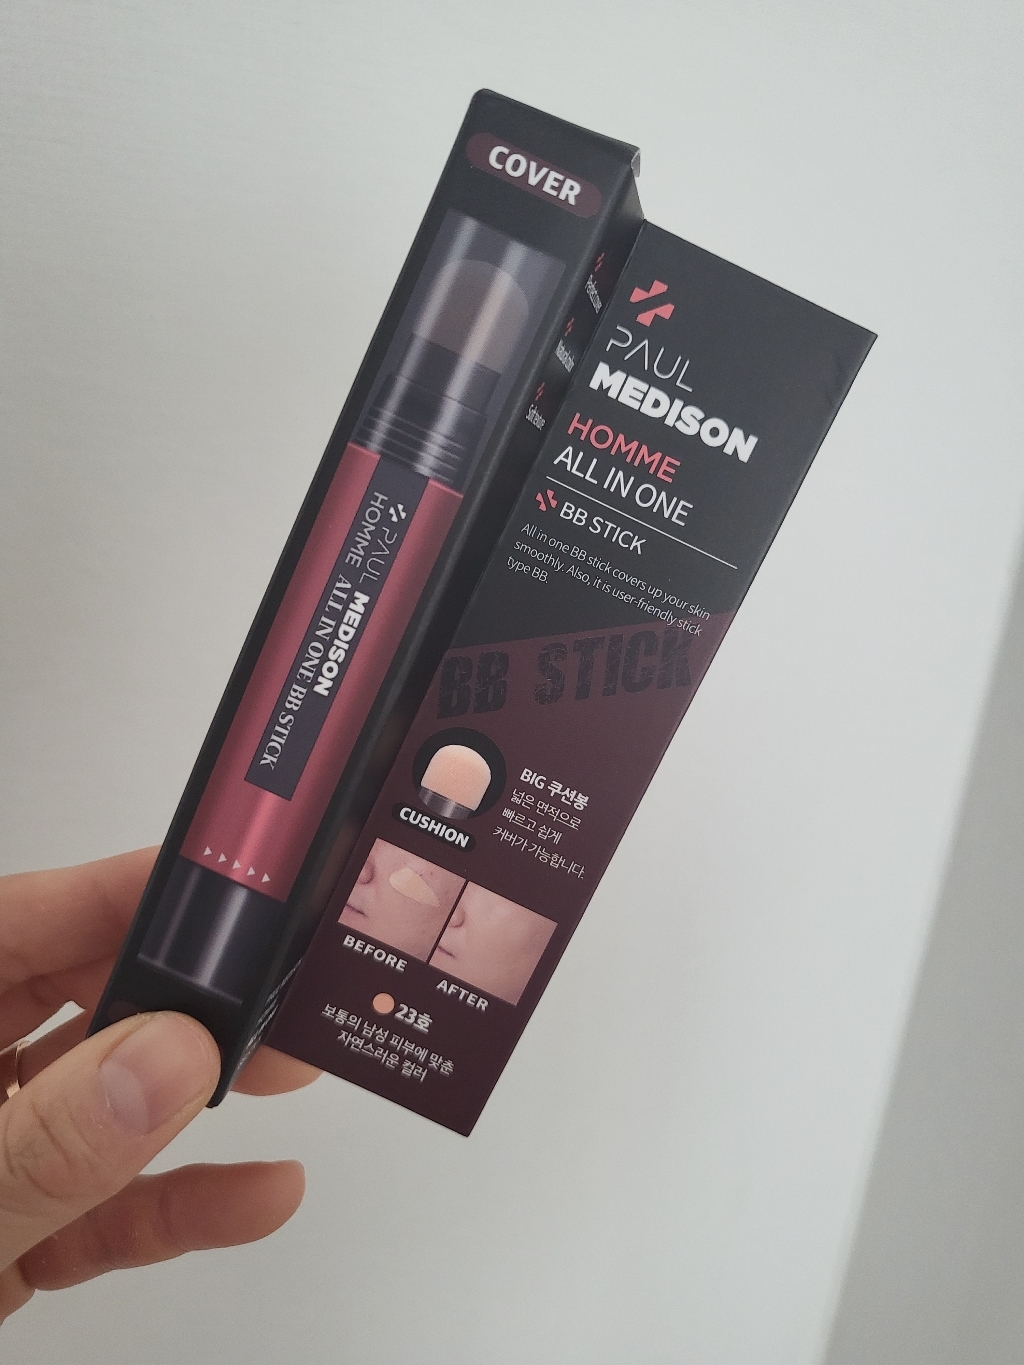 COVER
PAUL MEDISON
HOMME ALL IN ONE BB STICK
PAUL
MEDISON
HOMME
ALL IN ONE
BB STICK
All in one BB stick covers up your skin
smoothly. Also, it is user-friendly stick
type BB.
BB STICK
CUSHION
BIG 쿠션봉
넓은 면적으로
빠르고 쉽게
커버가 가능합니다.
BEFORE
AFTER
23호
보통의 남성 피부에 맞춘
자연스러운 컬러